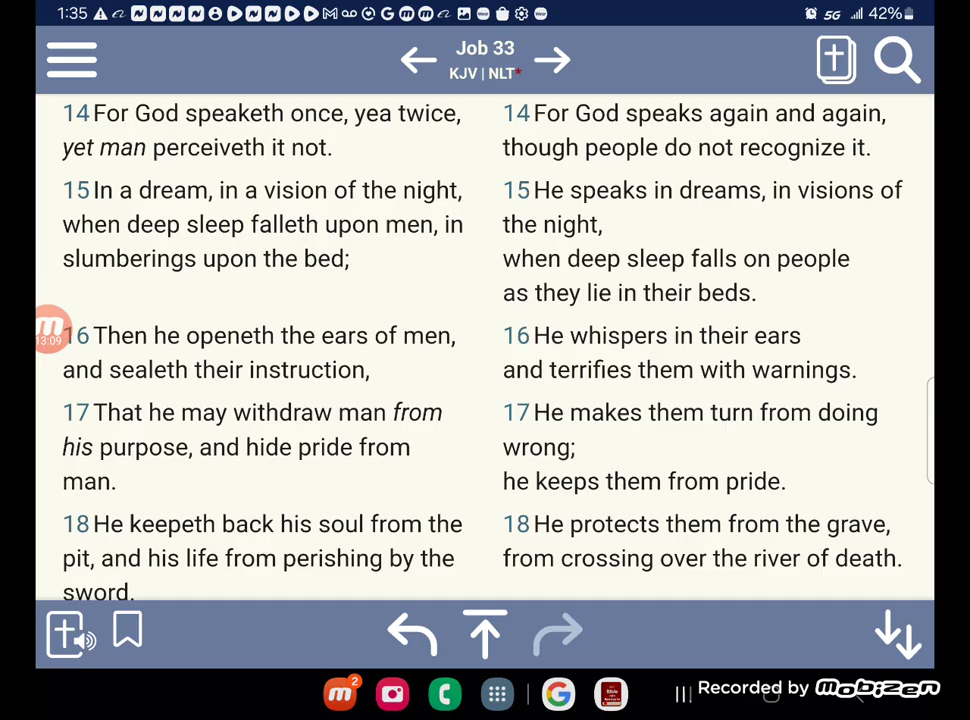 1:35
5G
42%
Job 33
KJV | NLT*
14 For God speaketh once, yea twice,
yet man perceiveth it not.
15 In a dream, in a vision of the night,
when deep sleep falleth upon men, in
slumberings upon the bed;
16 Then he openeth the ears of men,
and sealeth their instruction,
17 That he may withdraw man from
his purpose, and hide pride from
man.
18 He keepeth back his soul from the
pit, and his life from perishing by the
sword.
14 For God speaks again and again,
though people do not recognize it.
15 He speaks in dreams, in visions of
the night,
when deep sleep falls on people
as they lie in their beds.
16 He whispers in their ears
and terrifies them with warnings.
17 He makes them turn from doing
wrong;
he keeps them from pride.
18 He protects them from the grave,
from crossing over the river of death.
m
13:09
m
2
G
Recorded by mobizen